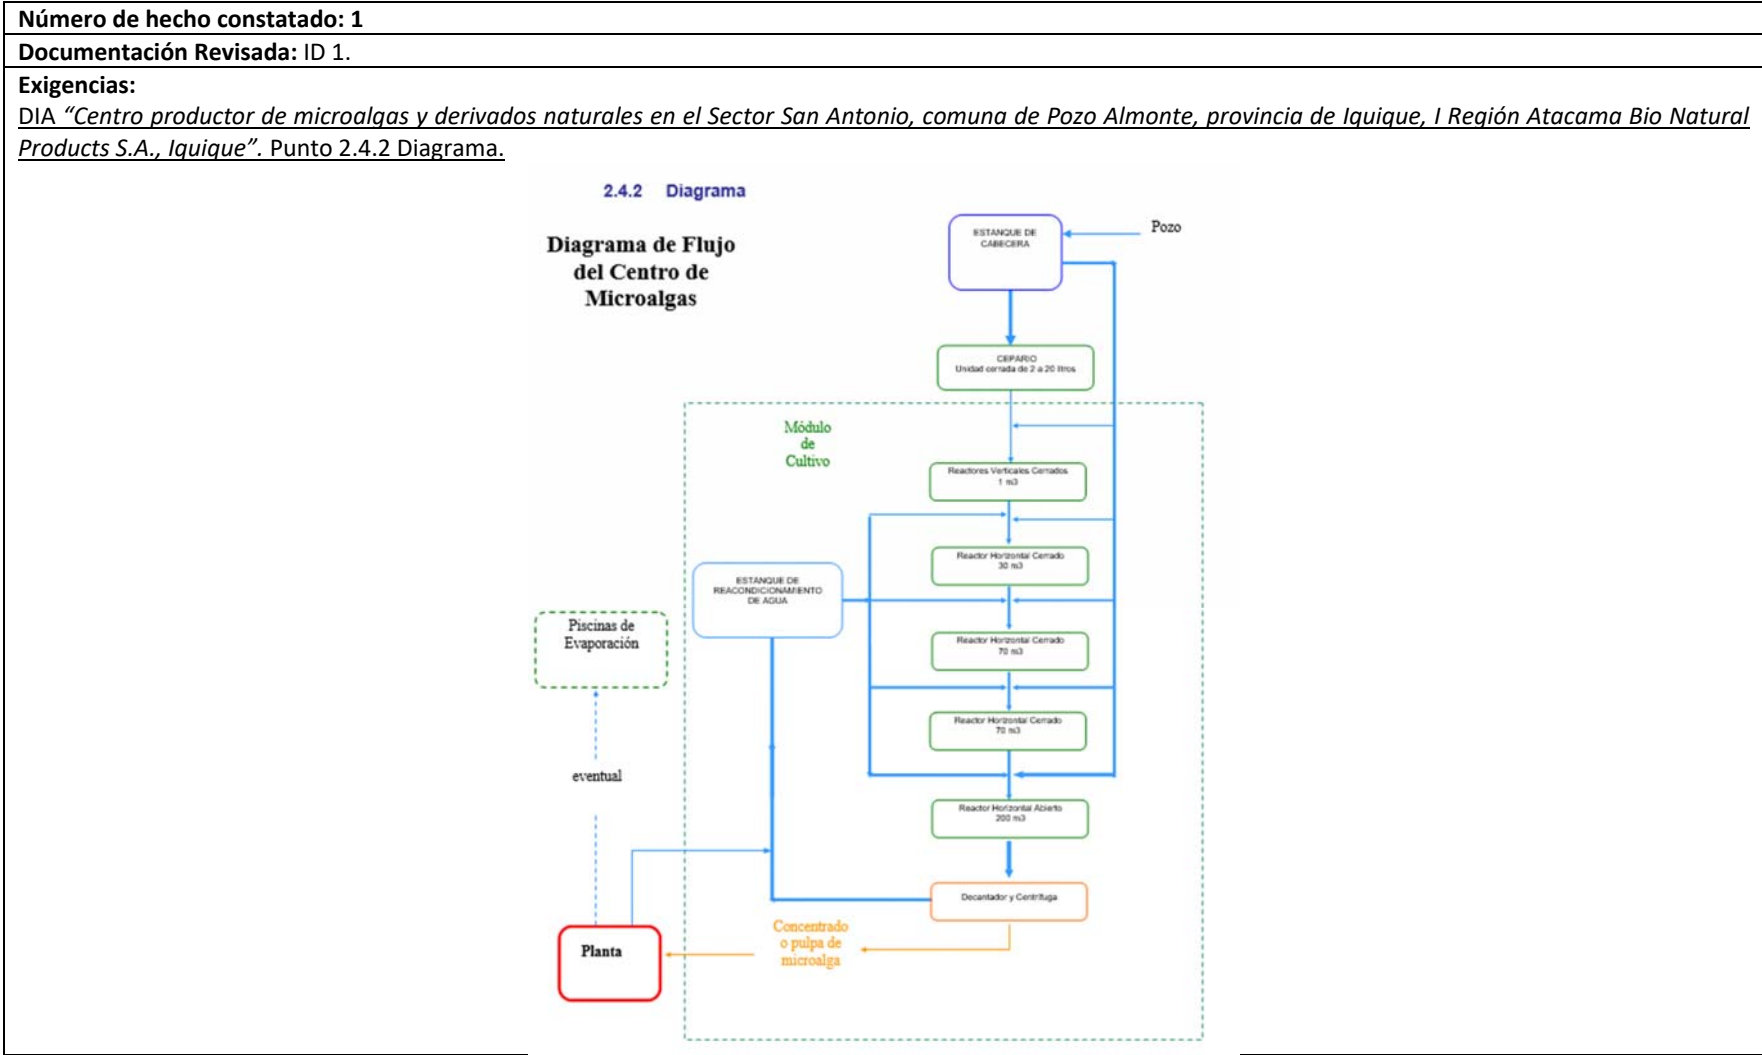 Número de hecho constatado: 1
Documentación Revisada: ID 1.
Exigencias:
DIA “Centro productor de microalgas y derivados naturales en el Sector San Antonio, comuna de Pozo Almonte, provincia de Iquique, I Región Atacama Bio Natural
Products S.A., Iquique”. Punto 2.4.2 Diagrama.
2.4.2 Diagrama
Diagrama de Flujo
del Centro de
Microalgas
Pozo
ESTANQUE DE
CABECERA
CEPARIO
Unidad cerrada de 2 a 20 litros
Módulo
de
Cultivo
Reactores Verticales Cerrados
1 m3
Reactor Horizontal Cerrado
30 m3
ESTANQUE DE
REACONDICIONAMIENTO
DE AGUA
Piscinas de
Evaporación
Reactor Horizontal Cerrado
70 m3
Reactor Horizontal Cerrado
70 m3
eventual
Reactor Horizontal Abierto
200 m3
Decantador y Centrífuga
Concentrado
o pulpa de
microalga
Planta